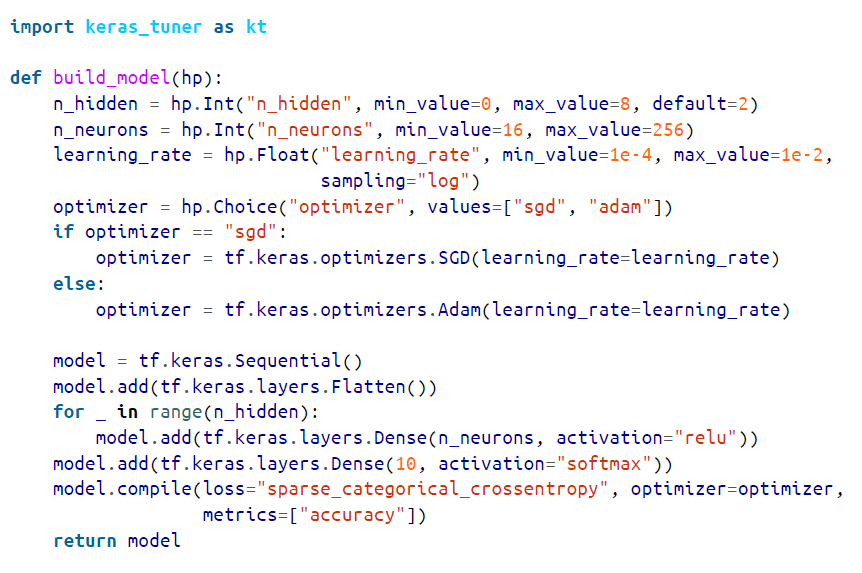 import keras_tuner as kt
def build_model(hp):
    n_hidden = hp.Int("n_hidden", min_value=0, max_value=8, default=2)
    n_neurons = hp.Int("n_neurons", min_value=16, max_value=256)
    learning_rate = hp.Float("learning_rate", min_value=1e-4, max_value=1e-2,
                             sampling="log")
    optimizer = hp.Choice("optimizer", values=["sgd", "adam"])
    if optimizer == "sgd":
        optimizer = tf.keras.optimizers.SGD(learning_rate=learning_rate)
    else:
        optimizer = tf.keras.optimizers.Adam(learning_rate=learning_rate)
    model = tf.keras.Sequential()
    model.add(tf.keras.layers.Flatten())
    for _ in range(n_hidden):
        model.add(tf.keras.layers.Dense(n_neurons, activation="relu"))
    model.add(tf.keras.layers.Dense(10, activation="softmax"))
    model.compile(loss="sparse_categorical_crossentropy", optimizer=optimizer,
                  metrics=["accuracy"])
    return model